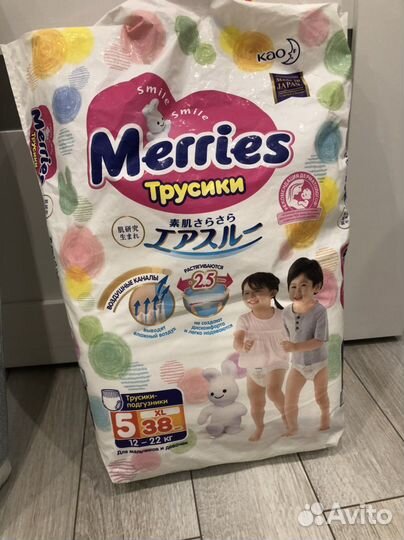 Kao
Smile Smile
Made in
JAPAN
Merries
Трусики
肌研究
生まれ
素肌さらさら
エアスルー
ВОЗДУШНЫЕ КАНАЛЫ
выводят
влажный воздух
РАСТЯГИВАЮТСЯ
2.5
не создают
дискомфорта
и легко надеваются
Трусики-
подгузники
5
XL
38
12 – 22 кг
Для мальчиков и девочек
Merries
Avito